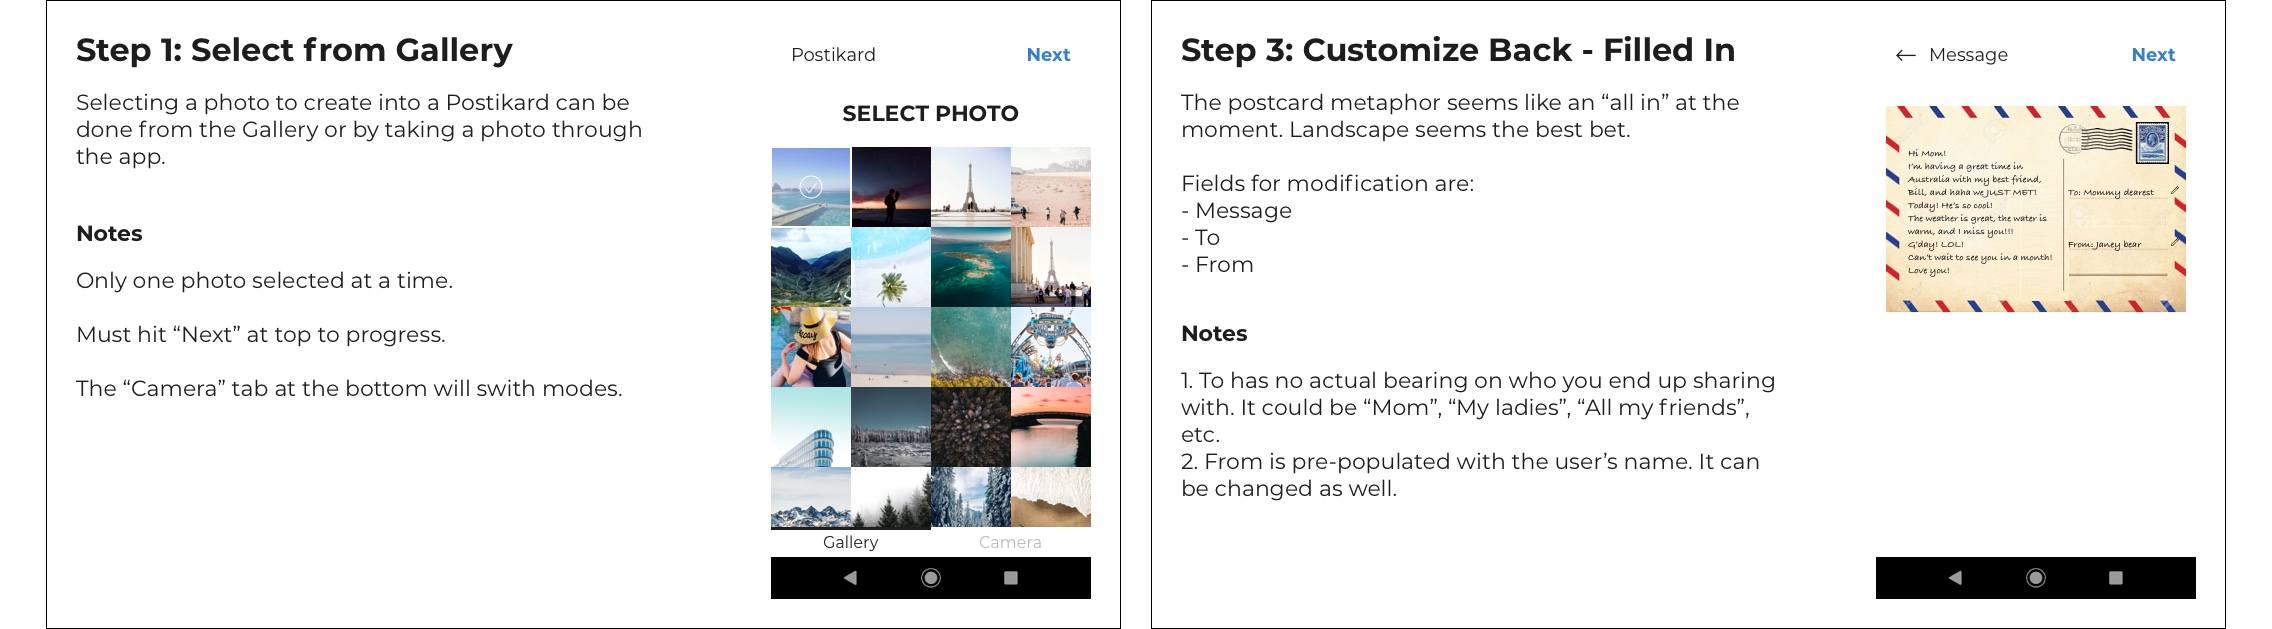 Step 1: Select from Gallery
Selecting a photo to create into a Postikard can be
done from the Gallery or by taking a photo through
the app.
Notes
Only one photo selected at a time.
Must hit “Next” at top to progress.
The “Camera” tab at the bottom will swith modes.
Postikard
Next
SELECT PHOTO
Gallery
Camera
Step 3: Customize Back - Filled In
The postcard metaphor seems like an “all in” at the
moment. Landscape seems the best bet.
Fields for modification are:
- Message
- To
- From
Notes
1. To has no actual bearing on who you end up sharing
with. It could be “Mom”, “My ladies”, “All my friends”,
etc.
2. From is pre-populated with the user’s name. It can
be changed as well.
← Message
Next
Hi Mom!
I'm having a great time in
Australia with my best friend,
Bill, and haha we JUST MET!
Today! He's so cool!
The weather is great, the water is
warm, and I miss you!!!
G'day! LOL!
Can't wait to see you in a month!
Love you!
To: Mommy dearest
From: Janey bear